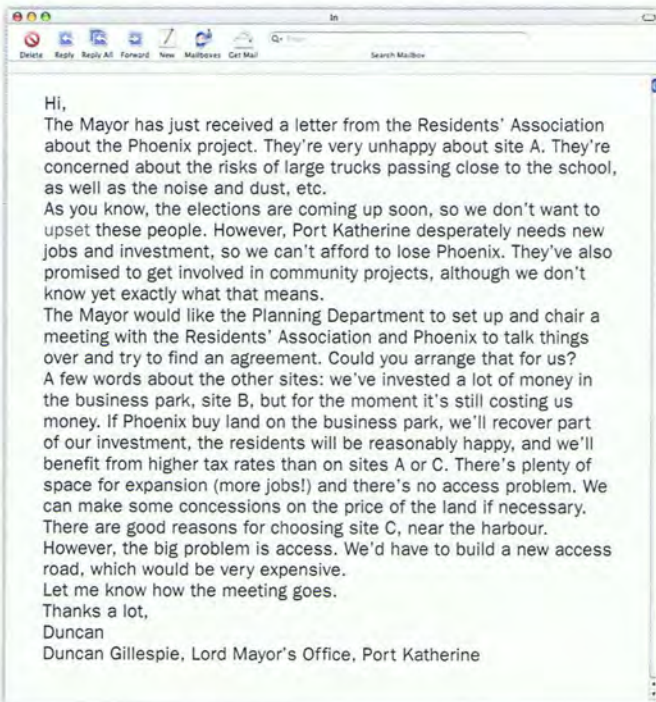 In
Delete Reply Reply All Forward New Mailboxes Get Mail Search Mailbox
Hi,
The Mayor has just received a letter from the Residents' Association
about the Phoenix project. They're very unhappy about site A. They're
concerned about the risks of large trucks passing close to the school,
as well as the noise and dust, etc.
As you know, the elections are coming up soon, so we don't want to
upset these people. However, Port Katherine desperately needs new
jobs and investment, so we can't afford to lose Phoenix. They've also
promised to get involved in community projects, although we don't
know yet exactly what that means.
The Mayor would like the Planning Department to set up and chair a
meeting with the Residents' Association and Phoenix to talk things
over and try to find an agreement. Could you arrange that for us?
A few words about the other sites: we've invested a lot of money in
the business park, site B, but for the moment it's still costing us
money. If Phoenix buy land on the business park, we'll recover part
of our investment, the residents will be reasonably happy, and we'll
benefit from higher tax rates than on sites A or C. There's plenty of
space for expansion (more jobs!) and there's no access problem. We
can make some concessions on the price of the land if necessary.
There are good reasons for choosing site C, near the harbour.
However, the big problem is access. We'd have to build a new access
road, which would be very expensive.
Let me know how the meeting goes.
Thanks a lot,
Duncan
Duncan Gillespie, Lord Mayor's Office, Port Katherine